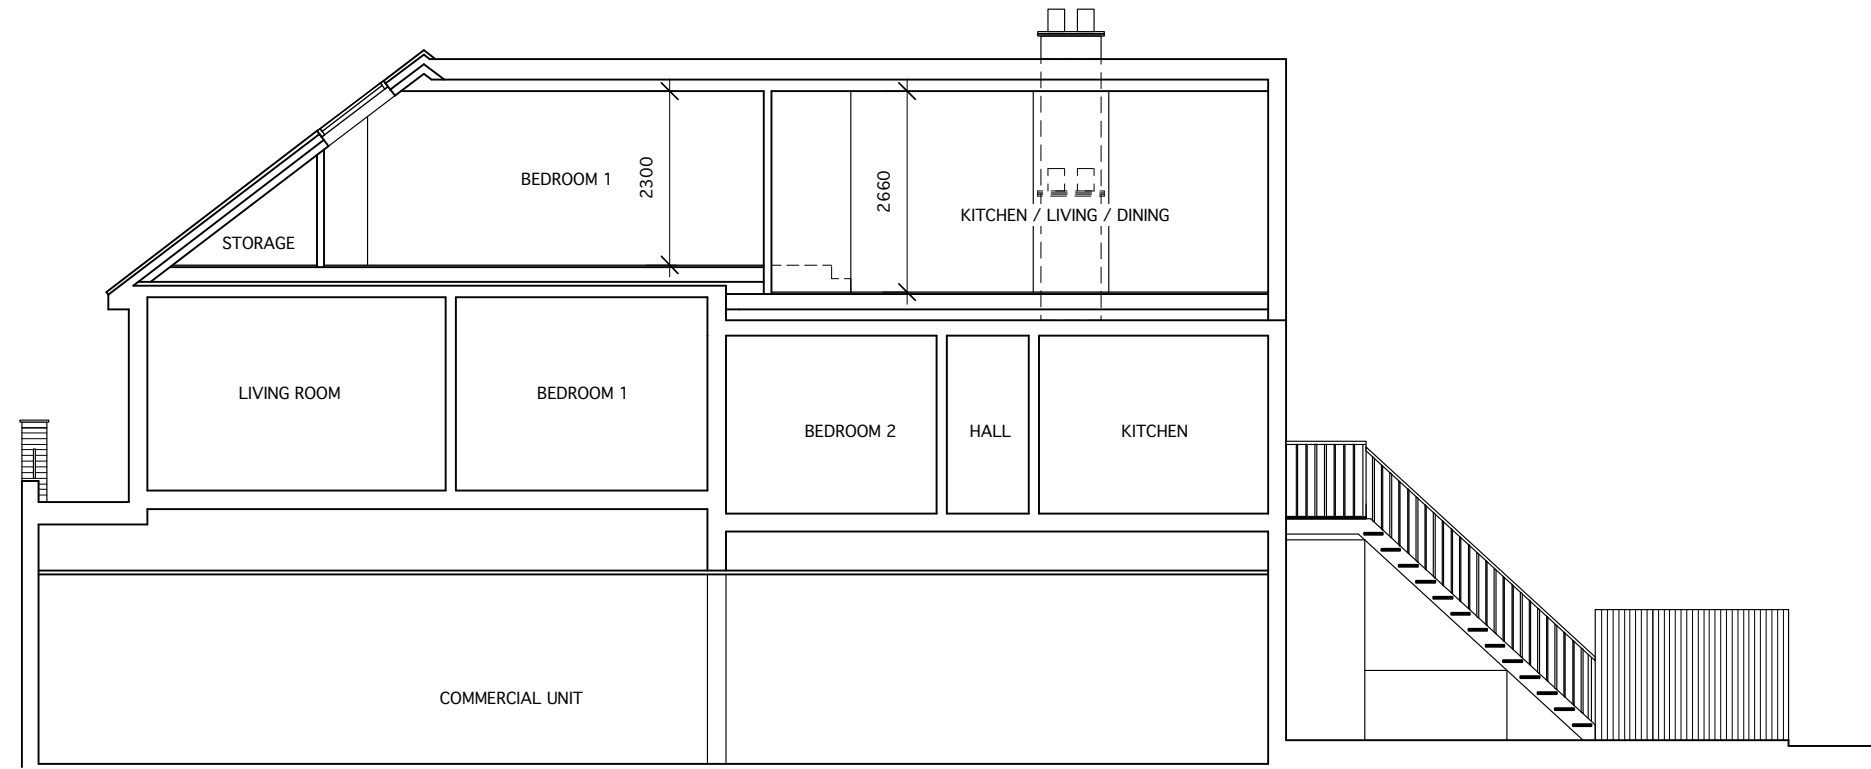 BEDROOM 1
2300
2660
KITCHEN / LIVING / DINING
STORAGE
LIVING ROOM
BEDROOM 1
BEDROOM 2
HALL
KITCHEN
COMMERCIAL UNIT